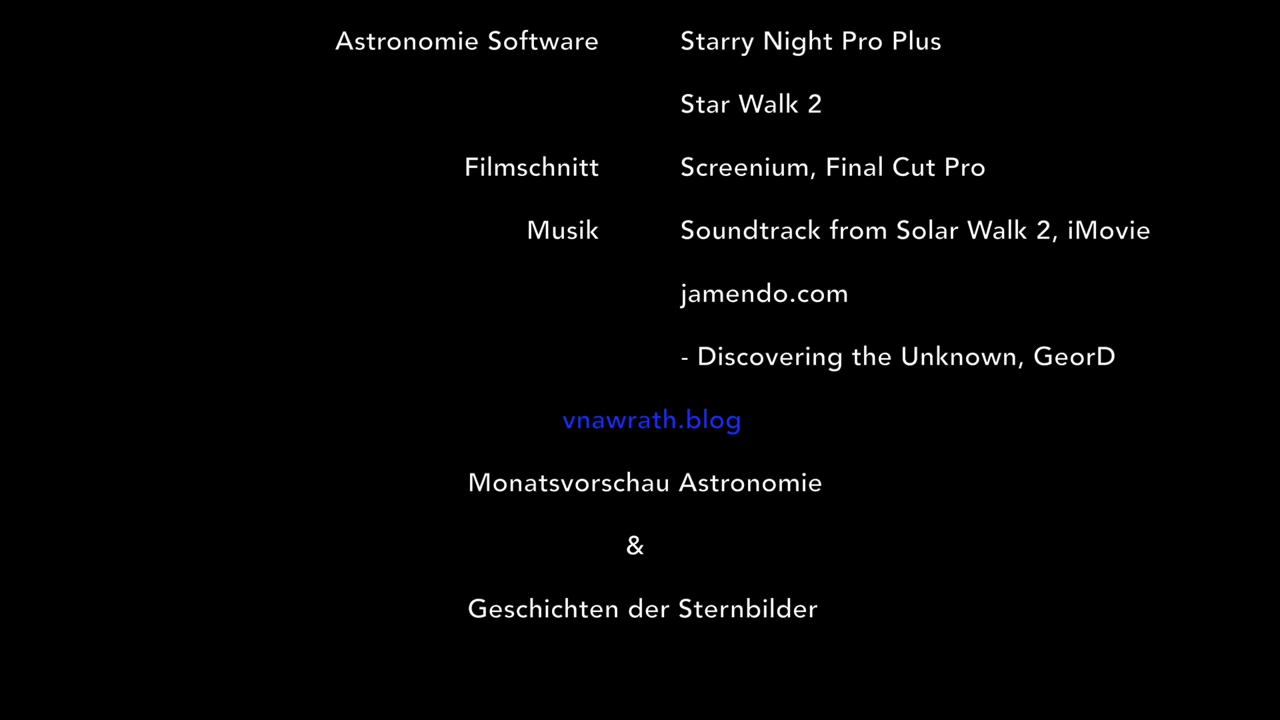 Astronomie Software Starry Night Pro Plus
Star Walk 2
Filmschnitt Screenium, Final Cut Pro
Musik Soundtrack from Solar Walk 2, iMovie
jamendo.com
- Discovering the Unknown, GeorD
vnawrath.blog
Monatsvorschau Astronomie
&
Geschichten der Sternbilder